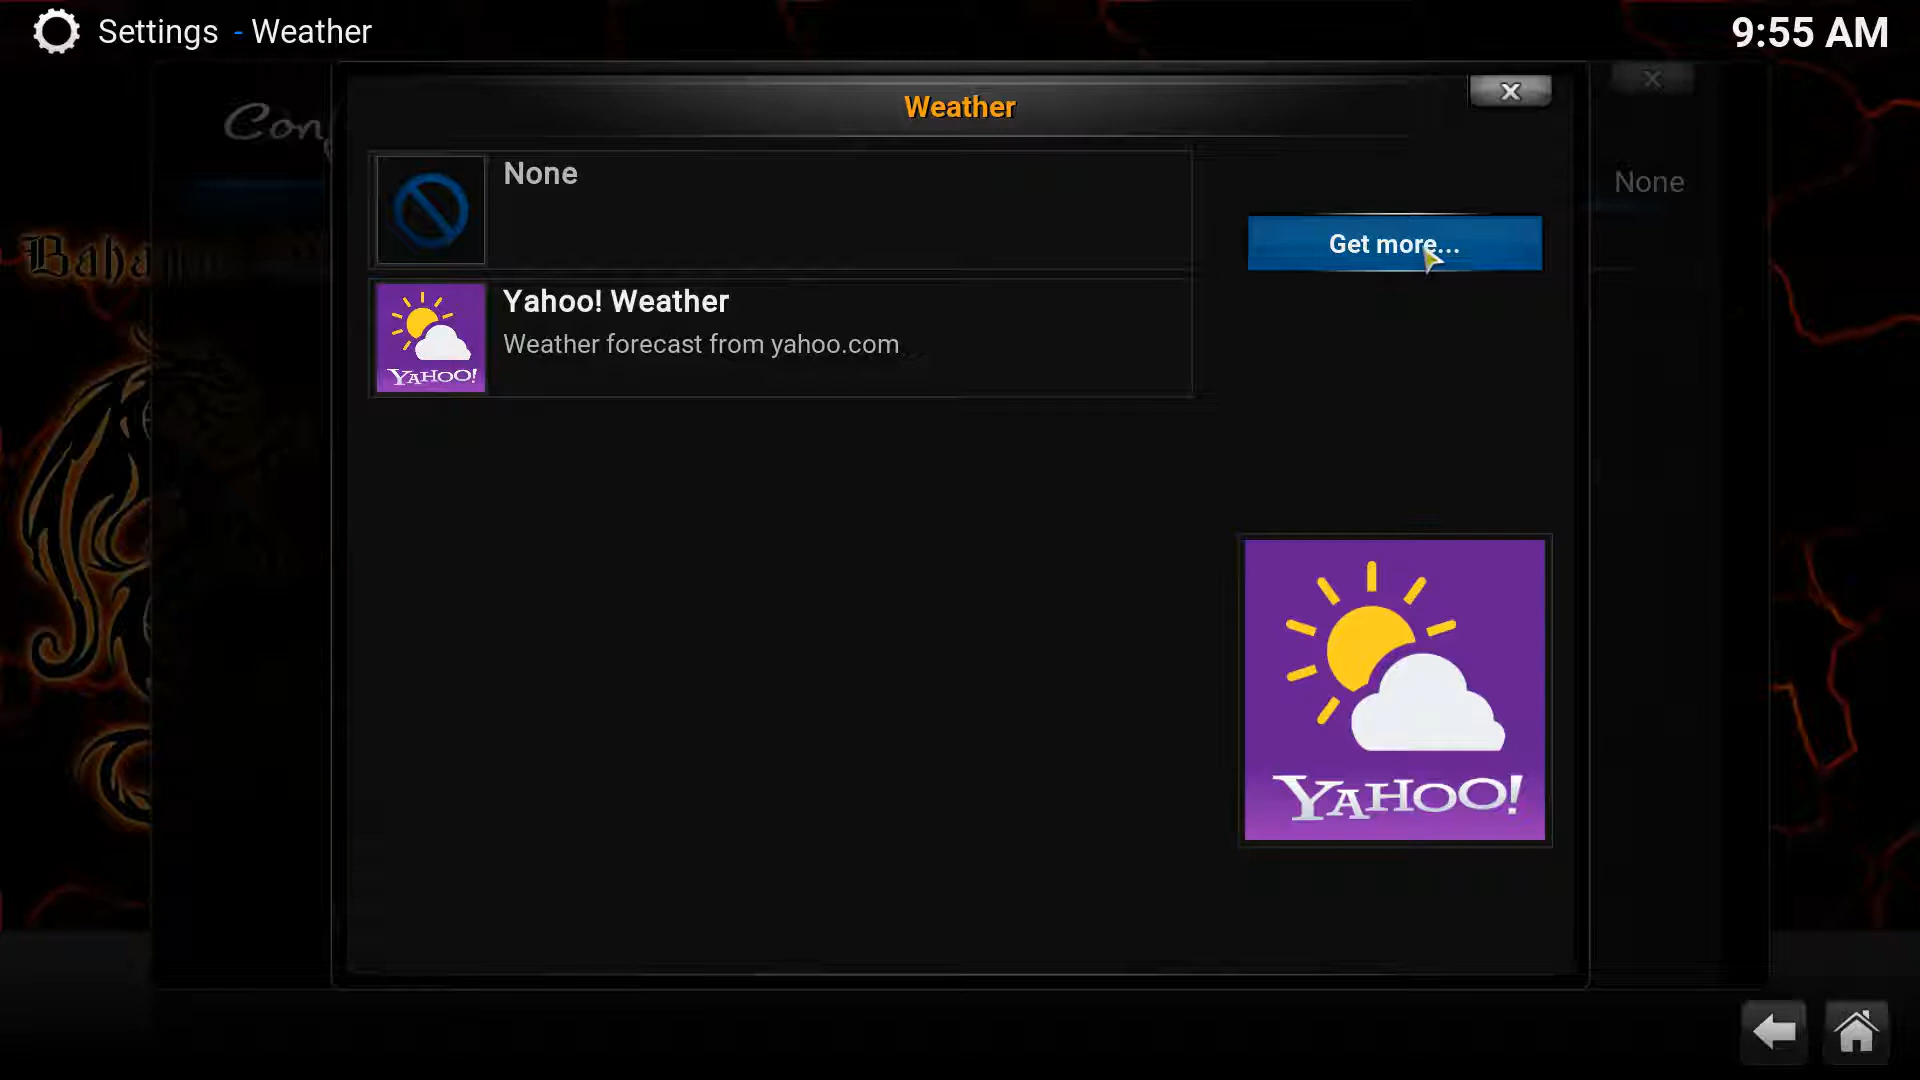 Settings - Weather
9:55 AM
Weather
Con
None
None
Get more...
Yahoo! Weather
Weather forecast from yahoo.com
YAHOO!
YAHOO!